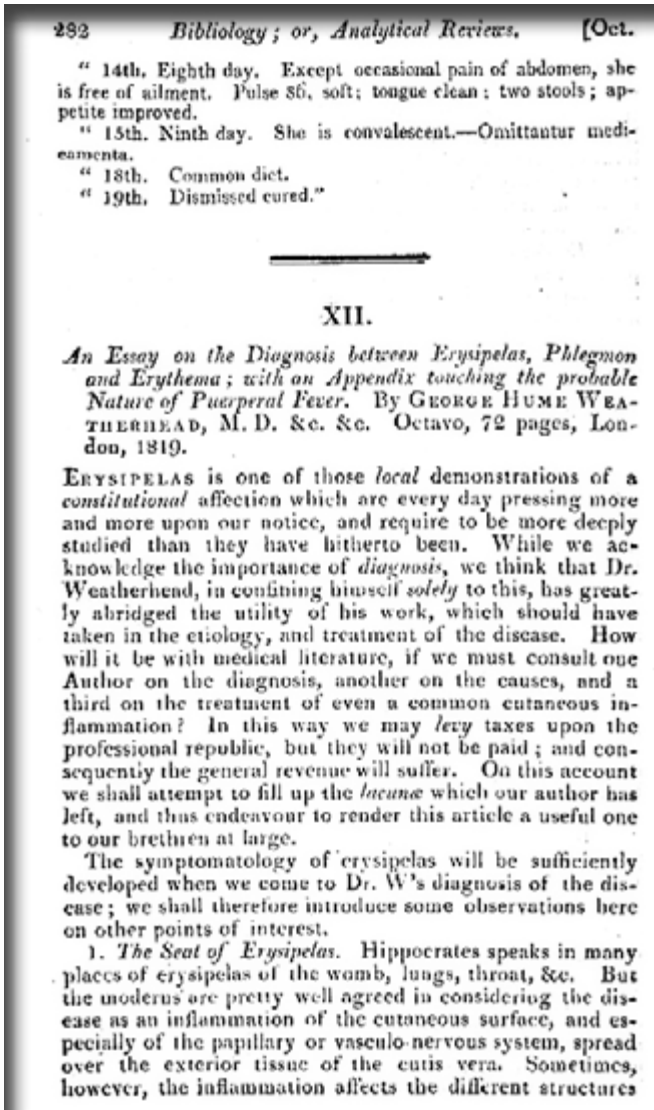 282 Bibliology; or, Analytical Reviews. [Oct.
" 14th. Eighth day. Except occasional pain of abdomen, she
is free of ailment. Pulse 86, soft; tongue clean; two stools; ap-
petite improved.
" 15th. Ninth day. She is convalescent.—Omittantur medi-
camenta.
" 18th. Common diet.
" 19th. Dismissed cured."
XII.
An Essay on the Diagnosis between Erysipelas, Phlegmon
and Erythema; with an Appendix touching the probable
Nature of Puerperal Fever. By GEORGE HUME WEA-
THERHEAD, M. D. &c. &c. Octavo, 72 pages, Lon-
don, 1819.
ERYSIPELAS is one of those local demonstrations of a
constitutional affection which are every day pressing more
and more upon our notice, and require to be more deeply
studied than they have hitherto been. While we ac-
knowledge the importance of diagnosis, we think that Dr.
Weatherhead, in confining himself solely to this, has great-
ly abridged the utility of his work, which should have
taken in the etiology, and treatment of the disease. How
will it be with medical literature, if we must consult one
Author on the diagnosis, another on the causes, and a
third on the treatment of even a common cutaneous in-
flammation? In this way we may levy taxes upon the
professional republic, but they will not be paid; and con-
sequently the general revenue will suffer. On this account
we shall attempt to fill up the lacunæ which our author has
left, and thus endeavour to render this article a useful one
to our brethren at large.
The symptomatology of erysipelas will be sufficiently
developed when we come to Dr. W's diagnosis of the dis-
ease; we shall therefore introduce some observations here
on other points of interest.
1. The Seat of Erysipelas. Hippocrates speaks in many
places of erysipelas of the womb, lungs, throat, &c. But
the moderns are pretty well agreed in considering the dis-
ease as an inflammation of the cutaneous surface, and es-
pecially of the papillary or vasculo-nervous system, spread
over the exterior tissue of the cutis vera. Sometimes,
however, the inflammation affects the different structures